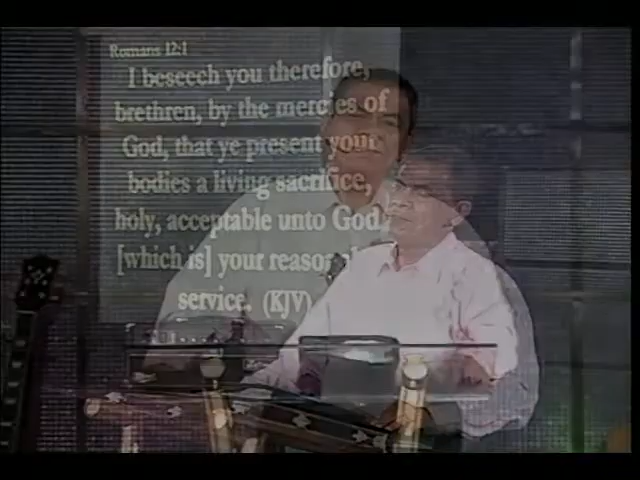 Romans 12:1
I beseech you therefore,
brethren, by the mercies of
God, that ye present your
bodies a living sacrifice,
holy, acceptable unto God,
[which is] your reasonable
service. (KJV)